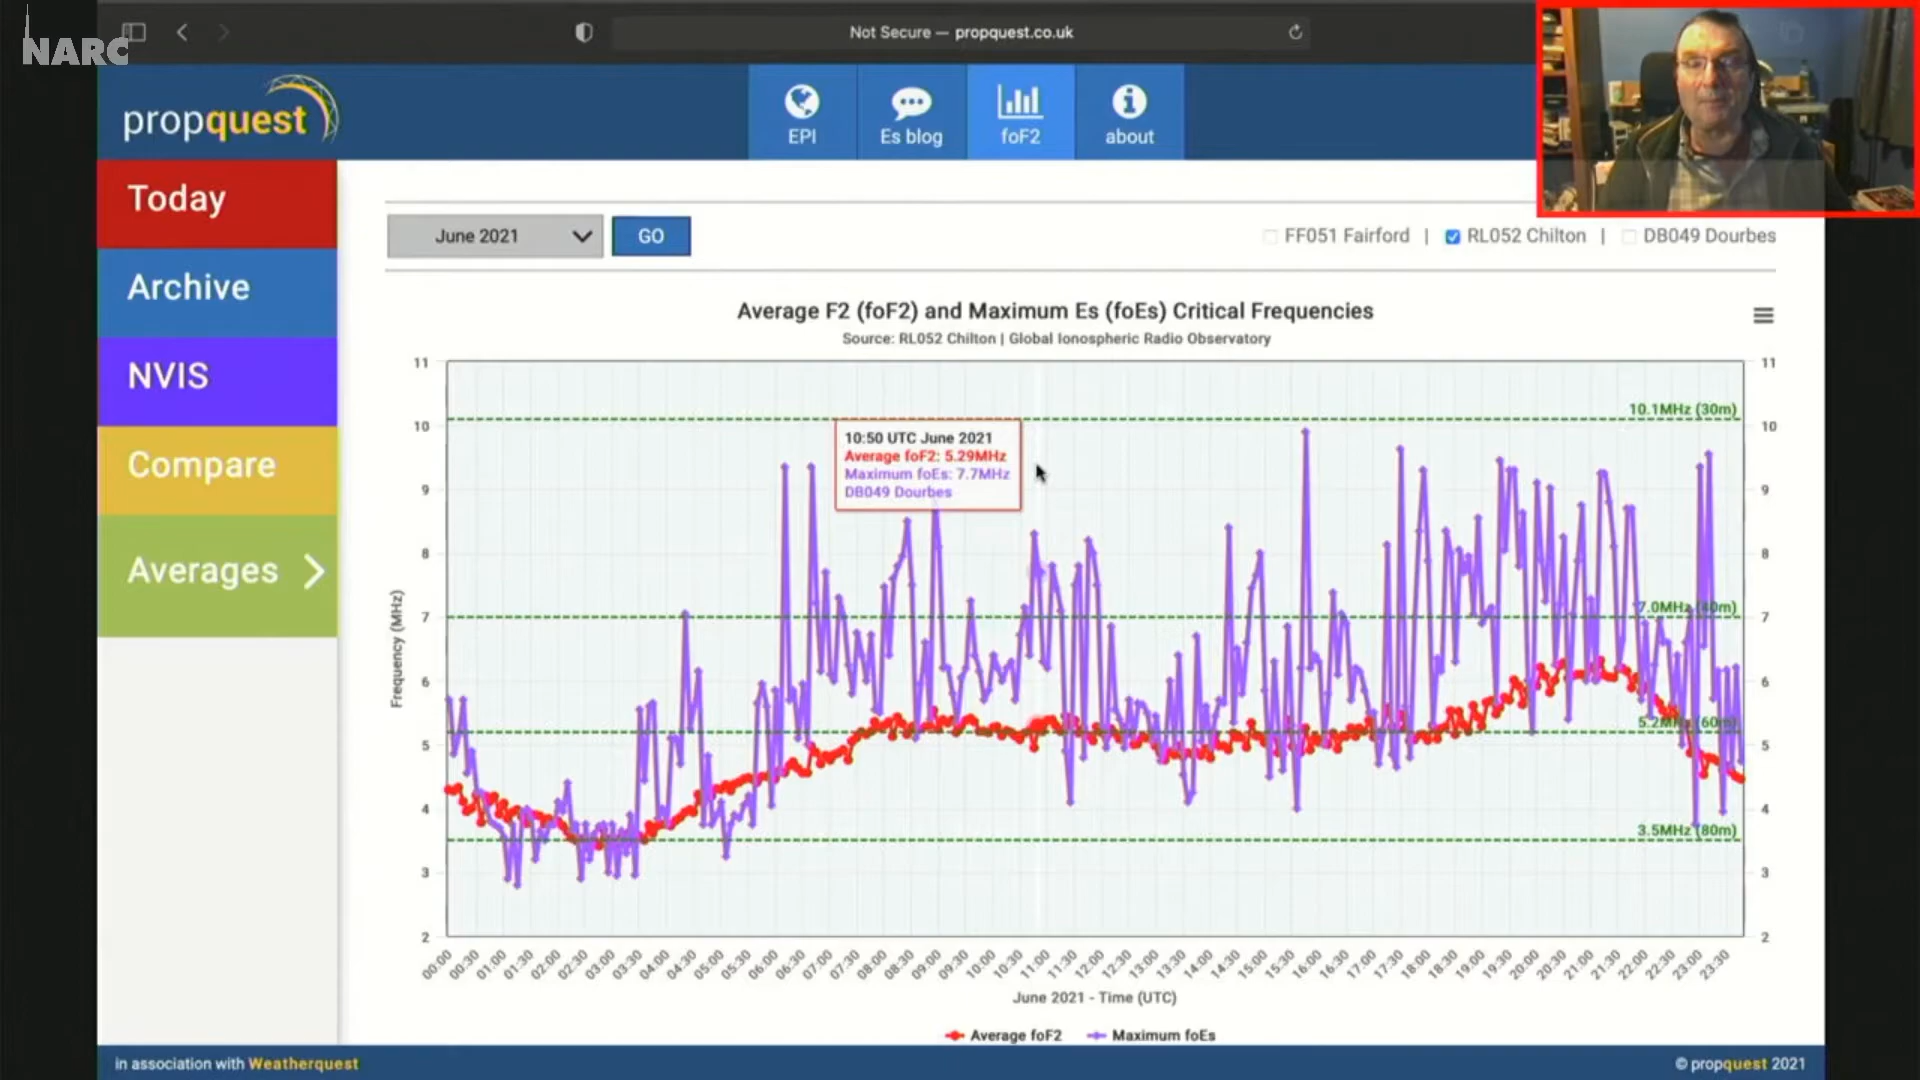 NARC
Not Secure — propquest.co.uk
propquest
EPI
Es blog
foF2
about
Today
Archive
NVIS
Compare
Averages
June 2021
GO
FF051 Fairford | RL052 Chilton | DB049 Dourbes
Average F2 (foF2) and Maximum Es (foEs) Critical Frequencies
Source: RL052 Chilton | Global Ionospheric Radio Observatory
11
10
9
8
7
6
5
4
3
2
Frequency (MHz)
10.1MHz (30m)
7.0MHz (40m)
5.2MHz (60m)
3.5MHz (80m)
10:50 UTC June 2021
Average foF2: 5.29MHz
Maximum foEs: 7.7MHz
DB049 Dourbes
11
10
9
8
7
6
5
4
3
2
00:00 00:30 01:00 01:30 02:00 02:30 03:00 03:30 04:00 04:30 05:00 05:30 06:00 06:30 07:00 07:30 08:00 08:30 09:00 09:30 10:00 10:30 11:00 11:30 12:00 12:30 13:00 13:30 14:00 14:30 15:00 15:30 16:00 16:30 17:00 17:30 18:00 18:30 19:00 19:30 20:00 20:30 21:00 21:30 22:00 22:30 23:00 23:30
June 2021 - Time (UTC)
Average foF2 Maximum foEs
in association with Weatherquest
© propquest 2021